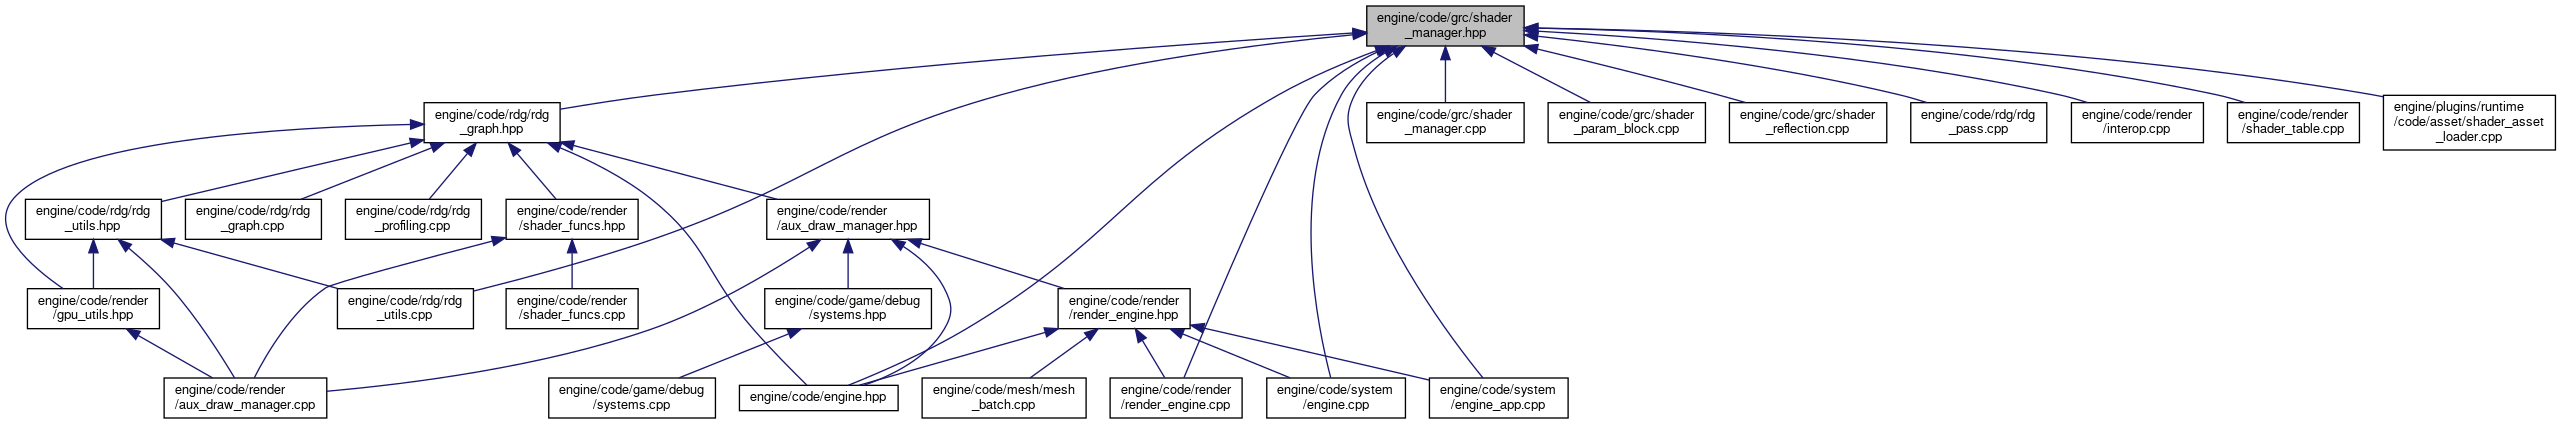 engine/code/grc/shader
_manager.hpp
engine/code/rdg/rdg
_graph.hpp
engine/code/grc/shader
_manager.cpp
engine/code/grc/shader
_param_block.cpp
engine/code/grc/shader
_reflection.cpp
engine/code/rdg/rdg
_pass.cpp
engine/code/render
/interop.cpp
engine/code/render
/shader_table.cpp
engine/plugins/runtime
/code/asset/shader_asset
_loader.cpp
engine/code/rdg/rdg
_utils.hpp
engine/code/rdg/rdg
_graph.cpp
engine/code/rdg/rdg
_profiling.cpp
engine/code/render
/shader_funcs.hpp
engine/code/render
/aux_draw_manager.hpp
engine/code/render
/gpu_utils.hpp
engine/code/rdg/rdg
_utils.cpp
engine/code/render
/shader_funcs.cpp
engine/code/game/debug
/systems.hpp
engine/code/render
/render_engine.hpp
engine/code/render
/aux_draw_manager.cpp
engine/code/game/debug
/systems.cpp
engine/code/engine.hpp
engine/code/mesh/mesh
_batch.cpp
engine/code/render
/render_engine.cpp
engine/code/system
/engine.cpp
engine/code/system
/engine_app.cpp